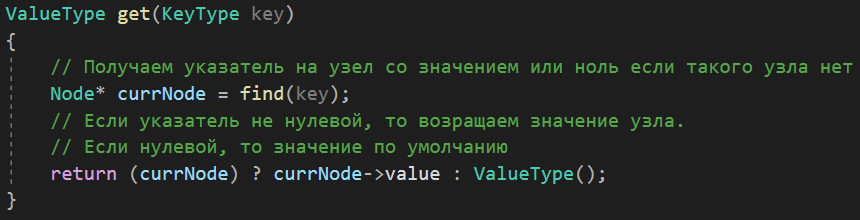 ValueType get(KeyType key)
{
// Получаем указатель на узел со значением или ноль если такого узла нет
Node* currNode = find(key);
// Если указатель не нулевой, то возращаем значение узла.
// Если нулевой, то значение по умолчанию
return (currNode) ? currNode->value : ValueType();
}